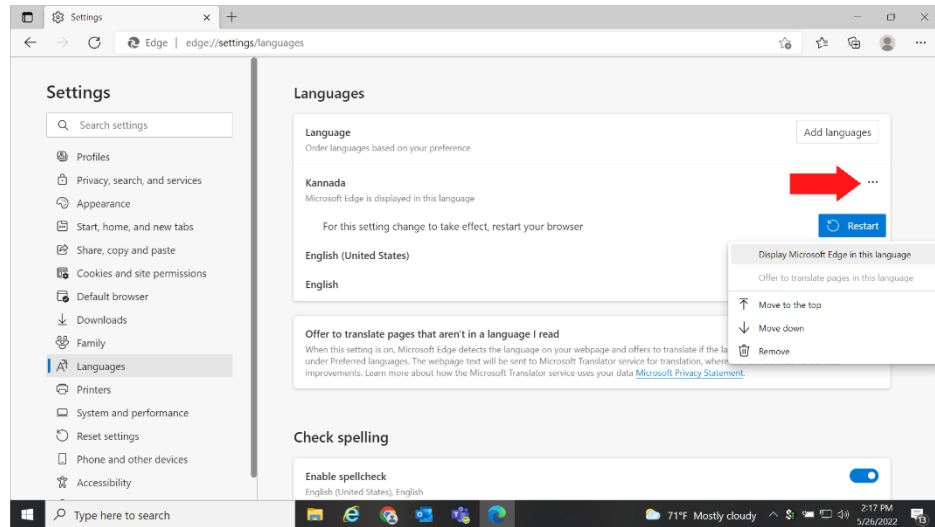 Settings
Edge | edge://settings/languages
Settings
Search settings
Profiles
Privacy, search, and services
Appearance
Start, home, and new tabs
Share, copy and paste
Cookies and site permissions
Default browser
Downloads
Family
Languages
Printers
System and performance
Reset settings
Phone and other devices
Accessibility
Languages
Language
Add languages
Order languages based on your preference
Kannada
Microsoft Edge is displayed in this language
For this setting change to take effect, restart your browser
Restart
English (United States)
English
Display Microsoft Edge in this language
Offer to translate pages in this language
Move to the top
Move down
Remove
Offer to translate pages that aren't in a language I read
When this setting is on, Microsoft Edge detects the language on your webpage and offers to translate if the la
under Preferred languages. The webpage text will be sent to Microsoft Translator service for translation, where
improvements. Learn more about how the Microsoft Translator service uses your data Microsoft Privacy Statement.
Check spelling
Enable spellcheck
English (United States), English
Type here to search
71°F Mostly cloudy
2:17 PM
5/26/2022
13